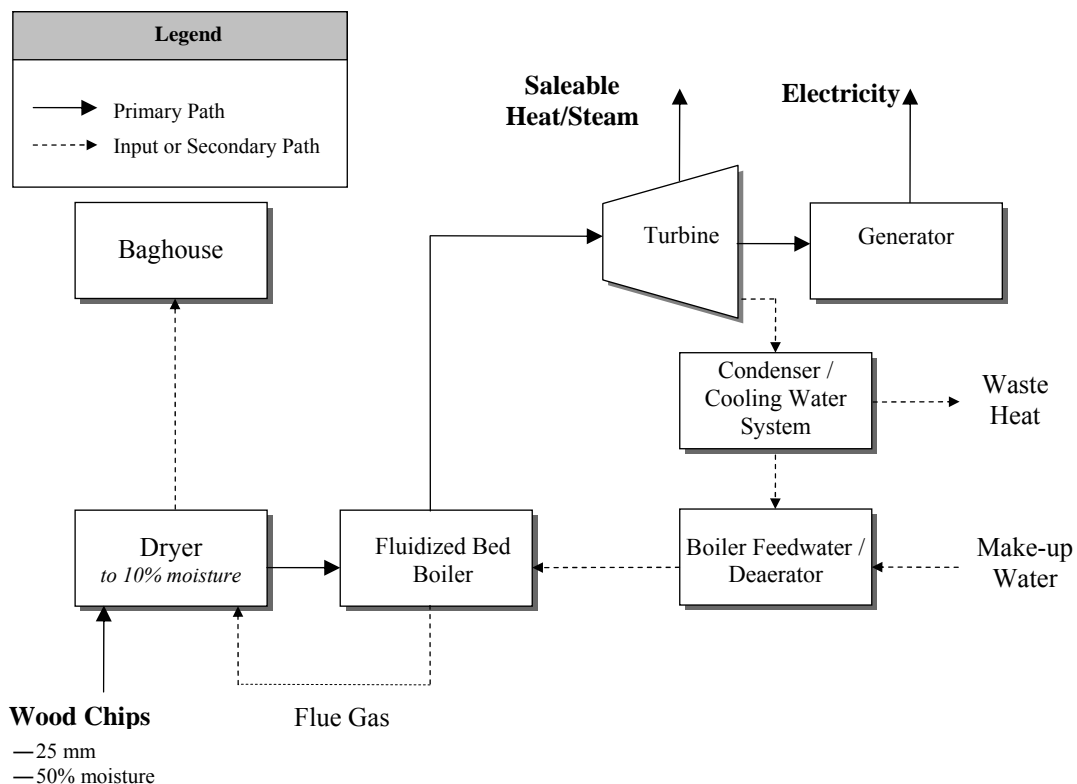 Legend
Primary Path
Input or Secondary Path
Saleable
Heat/Steam
Electricity
Baghouse
Turbine
Generator
Condenser /
Cooling Water
System
Waste
Heat
Dryer
to 10% moisture
Fluidized Bed
Boiler
Boiler Feedwater /
Deaerator
Make-up
Water
Wood Chips
—25 mm
—50% moisture
Flue Gas